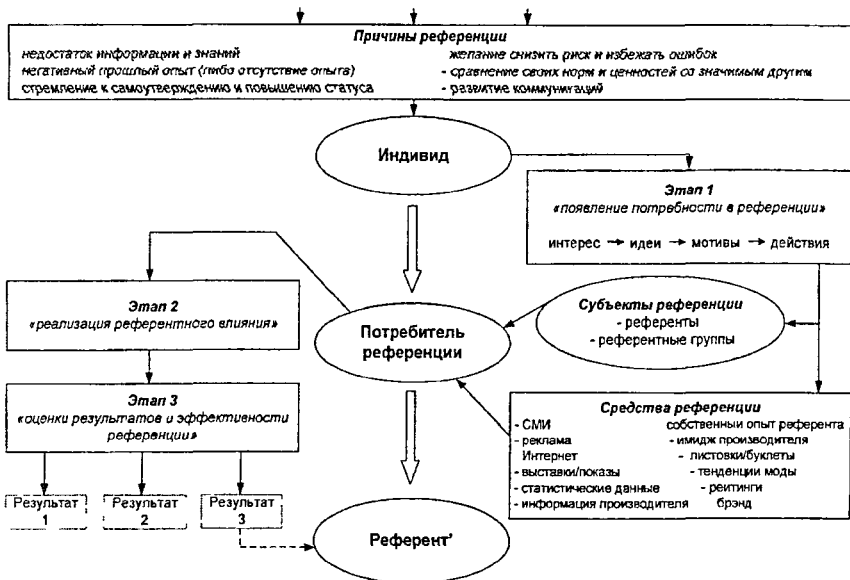 Причины референции
недостаток информации и знаний
негативный прошлый опыт (либо отсутствие опыта)
стремление к самоутверждению и повышению статуса
желание снизить риск и избежать ошибок
- сравнение своих норм и ценностей со значимым другим
- развитие коммуникаций
Индивид
Этап 1
«появление потребности в референции»
интерес → идеи → мотивы → действия
Этап 2
«реализация референтного влияния»
Потребитель
референции
Субъекты референции
- референты
- референтные группы
Этап 3
«оценки результатов и эффективности
референции»
Средства референции
- СМИ
- реклама
Интернет
- выставки/показы
- статистические данные
- информация производителя
собственный опыт референта
- имидж производителя
- листовки/буклеты
- тенденции моды
- рейтинги
брэнд
Результат
1
Результат
2
Результат
3
Референт'